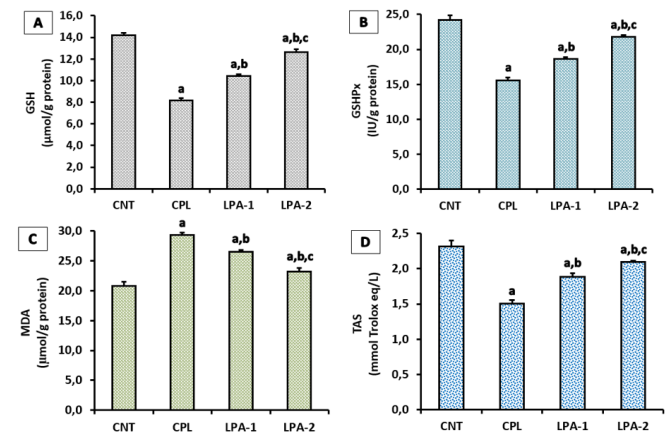 A
GSH
(μmol/g protein)
16,0
14,0
12,0
10,0
8,0
6,0
4,0
2,0
0,0
a
a,b
a,b,c
CNT CPL LPA-1 LPA-2
B
GSHPx
(IU/g protein)
25,0
20,0
15,0
10,0
5,0
0,0
a
a,b
a,b,c
CNT CPL LPA-1 LPA-2
C
MDA
(μmol/g protein)
30,0
25,0
20,0
15,0
10,0
5,0
0,0
a
a,b
a,b,c
CNT CPL LPA-1 LPA-2
D
TAS
(mmol Trolox eq/L)
2,5
2,0
1,5
1,0
0,5
0,0
a
a,b
a,b,c
CNT CPL LPA-1 LPA-2